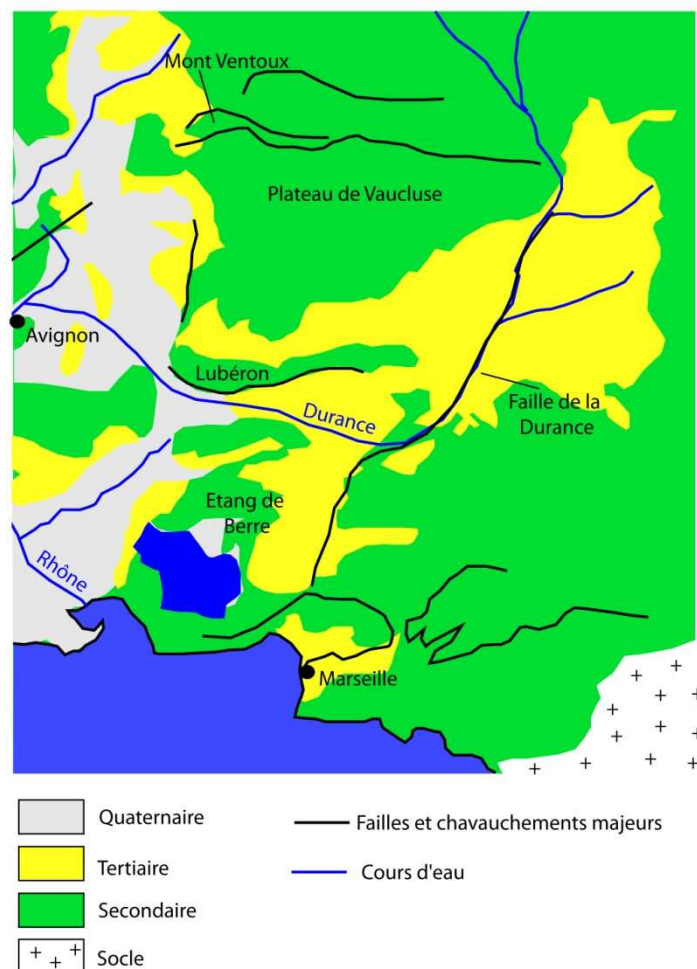 Mont Ventoux
Plateau de Vaucluse
Avignon
Lubéron
Durance
Faille de la
Durance
Etang de
Berre
Rhône
Marseille
Quaternaire
Tertiaire
Secondaire
Socle
Failles et chavauchements majeurs
Cours d'eau